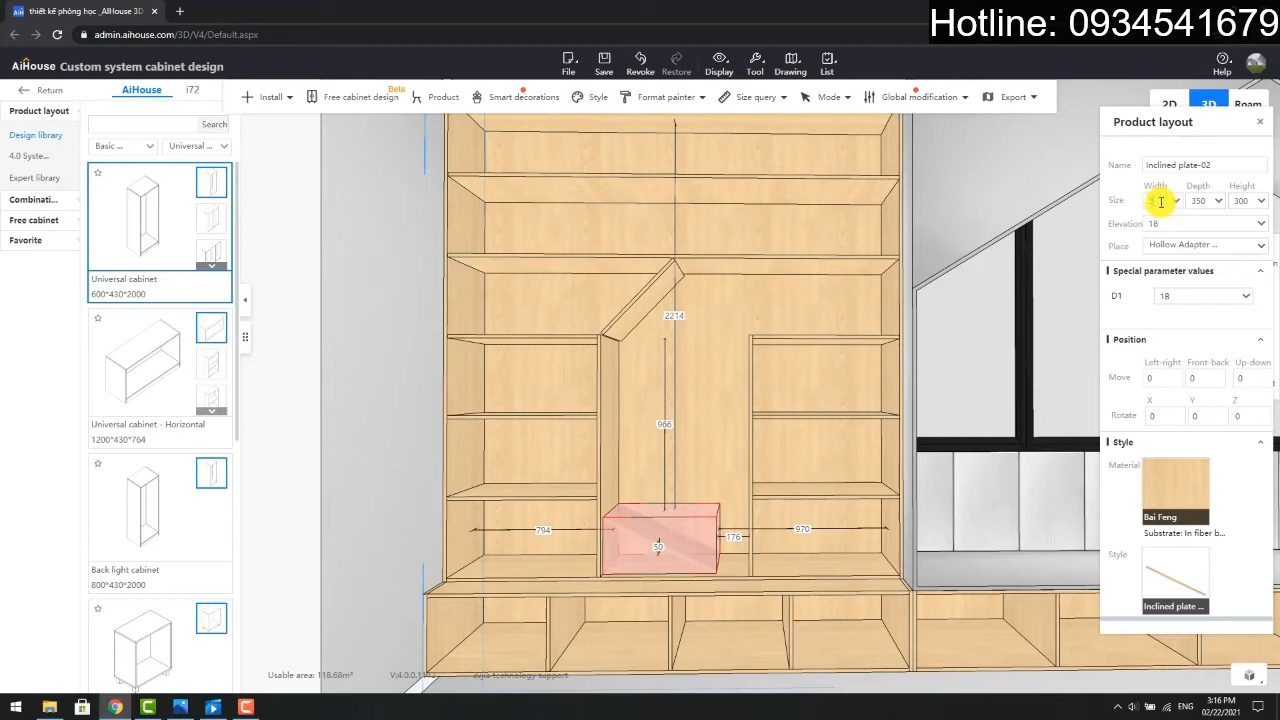 thiết kế phòng học _AiHouse 3D
Hotline: 0934541679
admin.aihouse.com/3D/V4/Default.aspx
AiHouse Custom system cabinet design
File
Save
Revoke
Restore
Display
Tool
Drawing
List
Help
Return
AiHouse
i72
Install
Beta
Free cabinet design
Product
Smart decorations
Style
Format painter
Size query
Mode
Global modification
Export
2D
3D
Roam
Product layout
Design library
4.0 Syste...
Expert library
Combinati...
Free cabinet
Favorite
Search
Basic ...
Universal ...
Universal cabinet
600*430*2000
Universal cabinet - Horizontal
1200*430*764
Back light cabinet
800*430*2000
2214
966
794
50
176
970
Usable area: 118.68m²
Product layout
Name Inclined plate-02
Width Depth Height
Size 350 300
Elevation 18
Place Hollow Adapter ...
Special parameter values
D1 18
Position
Left-right Front-back Up-down
Move 0 0 0
X Y Z
Rotate 0 0 0
Style
Material
Bai Feng
Substrate: In fiber b...
Style
Inclined plate ...
ENG
3:16 PM
02/22/2021